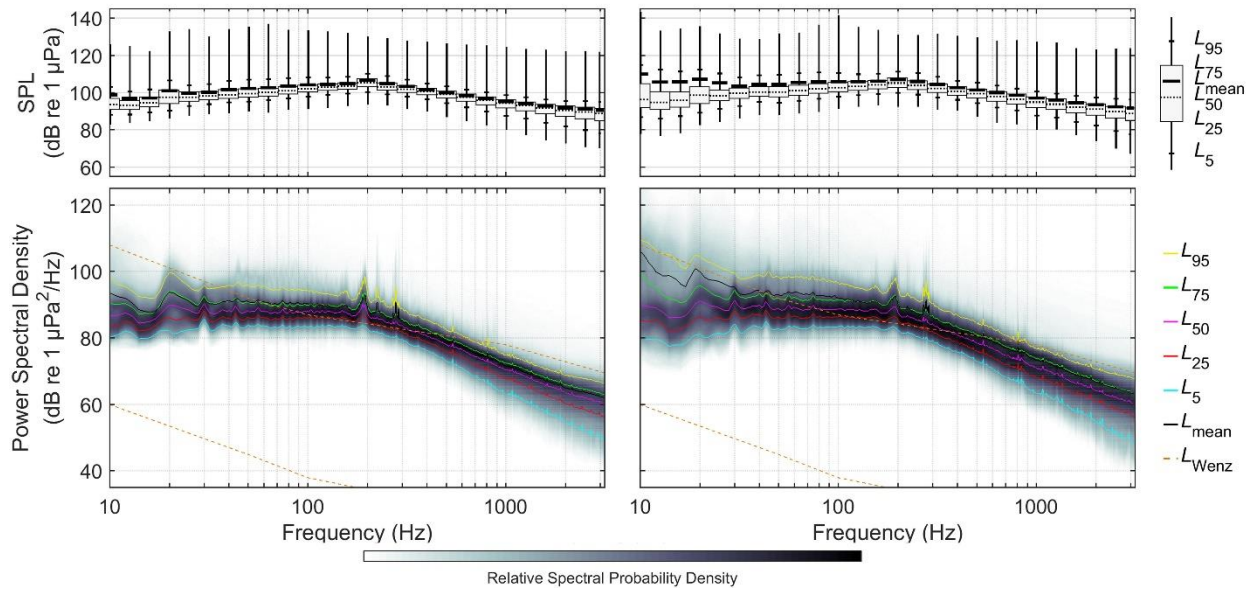 140
120
100
80
60
SPL
(dB re 1 µPa)
L95
L75
Lmean
L50
L25
L5
120
100
80
60
40
Power Spectral Density
(dB re 1 µPa²/Hz)
10
100
1000
Frequency (Hz)
10
100
1000
Frequency (Hz)
L95
L75
L50
L25
L5
Lmean
LWenz
Relative Spectral Probability Density